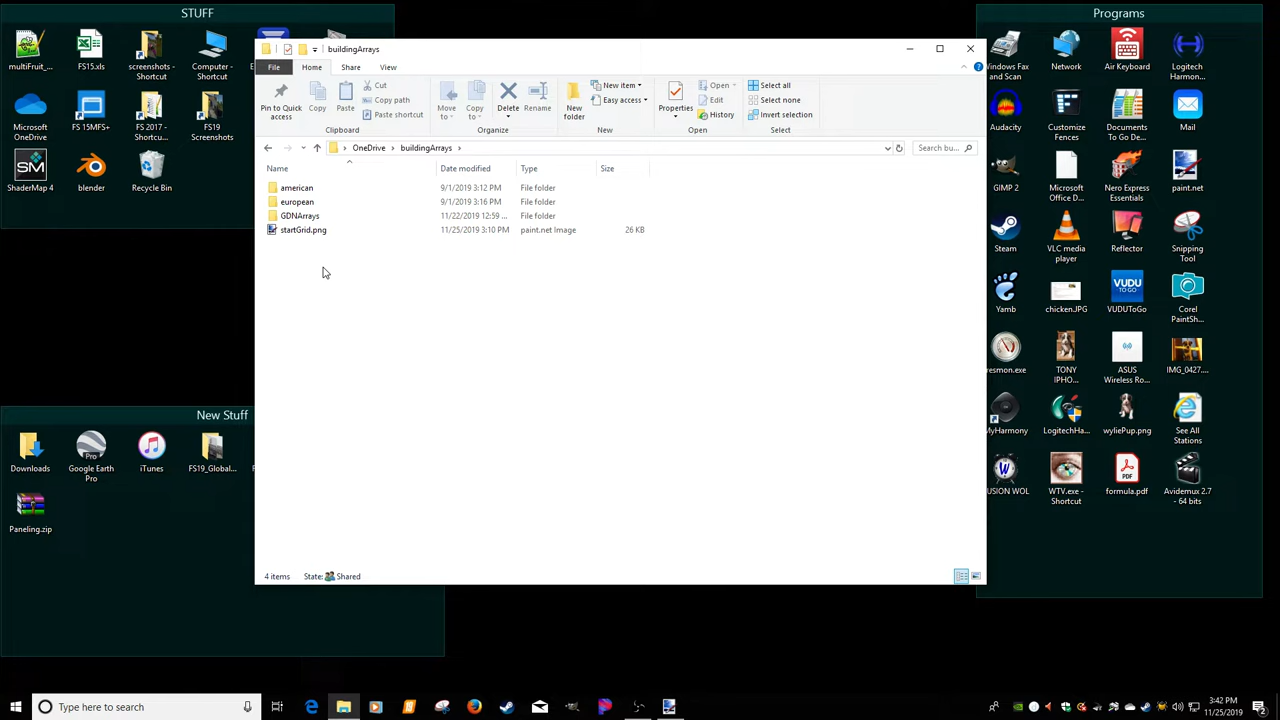 STUFF
multiFruit_...
FS15.xls
screenshots - Shortcut
Computer - Shortcut
Microsoft OneDrive
FS 15MFS+
FS 2017 - Shortcu...
FS19 Screenshots
ShaderMap 4
blender
Recycle Bin
New Stuff
Downloads
Google Earth Pro
iTunes
FS19_Global...
Paneling.zip
buildingArrays
File
Home
Share
View
Pin to Quick access
Copy
Paste
Cut
Copy path
Paste shortcut
Clipboard
Move to
Copy to
Delete
Rename
Organize
New folder
New item
Easy access
New
Properties
Open
Edit
History
Open
Select all
Select none
Invert selection
Select
OneDrive
buildingArrays
Search bu...
Name
Date modified
Type
Size
american
9/1/2019 3:12 PM
File folder
european
9/1/2019 3:16 PM
File folder
GDNArrays
11/22/2019 12:59 ...
File folder
startGrid.png
11/25/2019 3:10 PM
paint.net Image
26 KB
4 items
State:
Shared
Programs
Windows Fax and Scan
Network
Air Keyboard
Logitech Harmon...
Audacity
Customize Fences
Documents To Go
Mail
GIMP 2
Microsoft Office D...
Nero Express Essentials
paint.net
Steam
VLC media player
Reflector
Snipping Tool
Yamb
chicken.JPG
VUDUToGo
Corel PaintSh...
resmon.exe
TONY IPHO...
ASUS Wireless Ro...
IMG_0427....
MyHarmony
LogitechHa...
wyliePup.png
See All Stations
USION WOL
WTV.exe - Shortcut
formula.pdf
Avidemux 2.7 - 64 bits
Type here to search
3:42 PM
11/25/2019